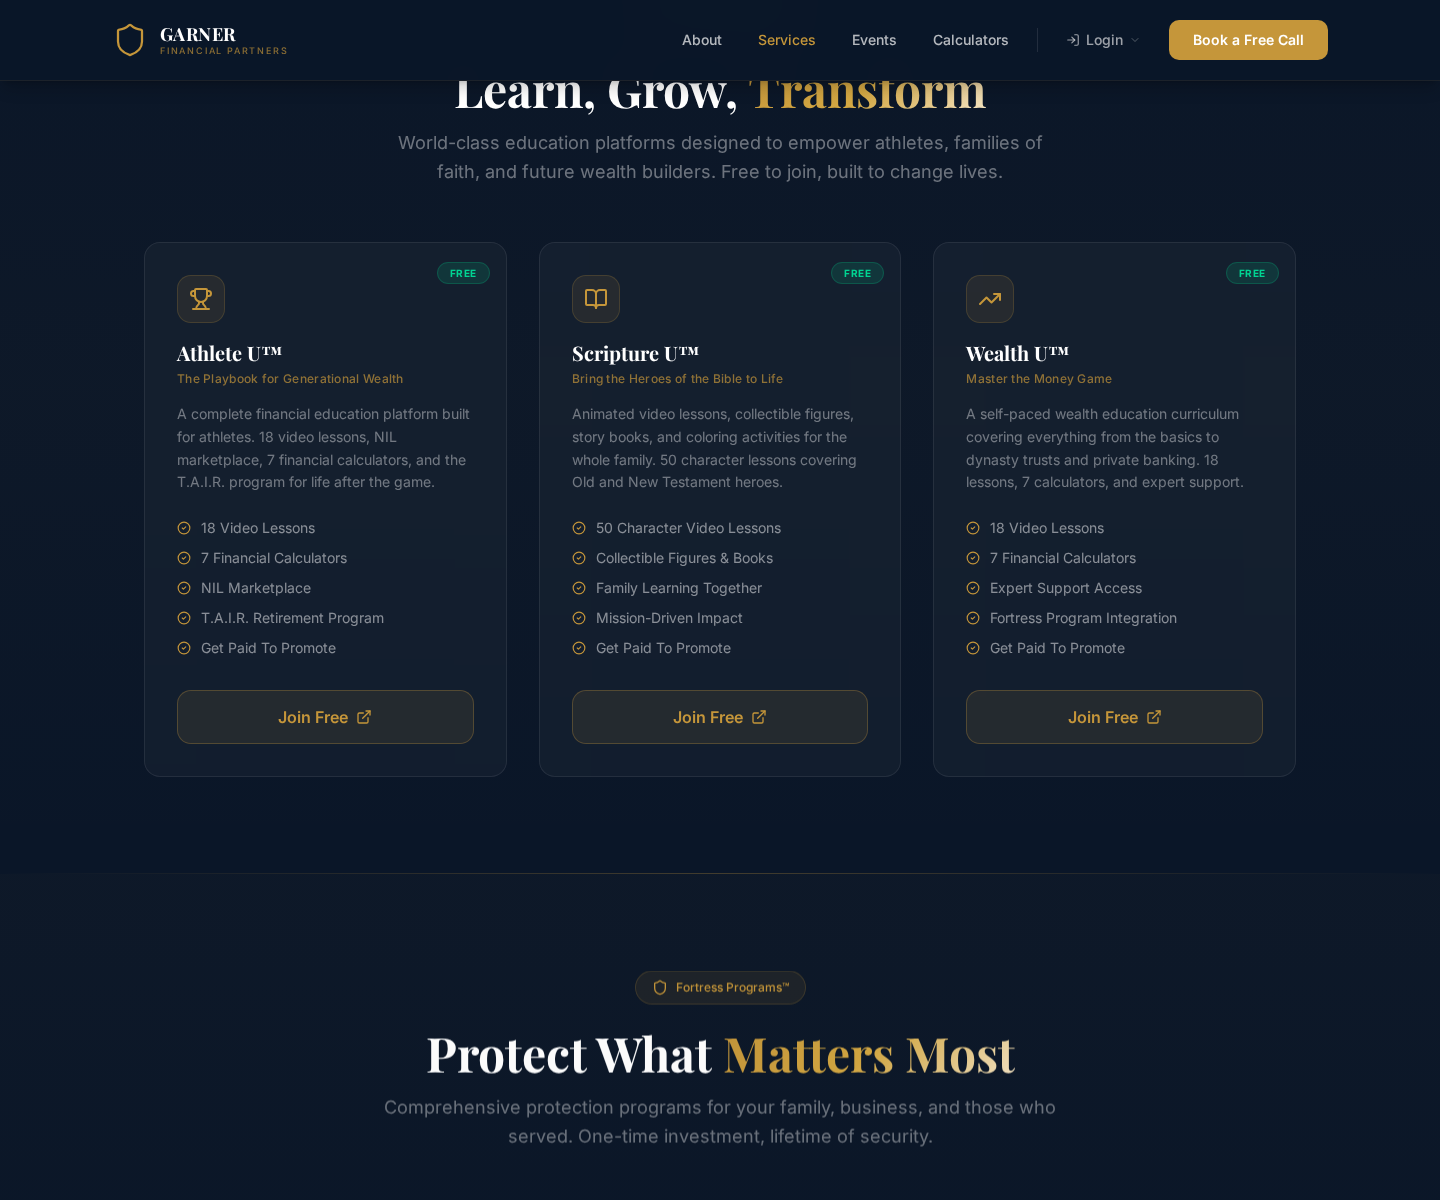 GARNER
FINANCIAL PARTNERS
About
Services
Events
Calculators
Login
Book a Free Call
Learn, Grow, Transform
World-class education platforms designed to empower athletes, families of
faith, and future wealth builders. Free to join, built to change lives.
FREE
Athlete U™
The Playbook for Generational Wealth
A complete financial education platform built
for athletes. 18 video lessons, NIL
marketplace, 7 financial calculators, and the
T.A.I.R. program for life after the game.
18 Video Lessons
7 Financial Calculators
NIL Marketplace
T.A.I.R. Retirement Program
Get Paid To Promote
Join Free
FREE
Scripture U™
Bring the Heroes of the Bible to Life
Animated video lessons, collectible figures,
story books, and coloring activities for the
whole family. 50 character lessons covering
Old and New Testament heroes.
50 Character Video Lessons
Collectible Figures & Books
Family Learning Together
Mission-Driven Impact
Get Paid To Promote
Join Free
FREE
Wealth U™
Master the Money Game
A self-paced wealth education curriculum
covering everything from the basics to
dynasty trusts and private banking. 18
lessons, 7 calculators, and expert support.
18 Video Lessons
7 Financial Calculators
Expert Support Access
Fortress Program Integration
Get Paid To Promote
Join Free
Fortress Programs™
Protect What Matters Most
Comprehensive protection programs for your family, business, and those who
served. One-time investment, lifetime of security.